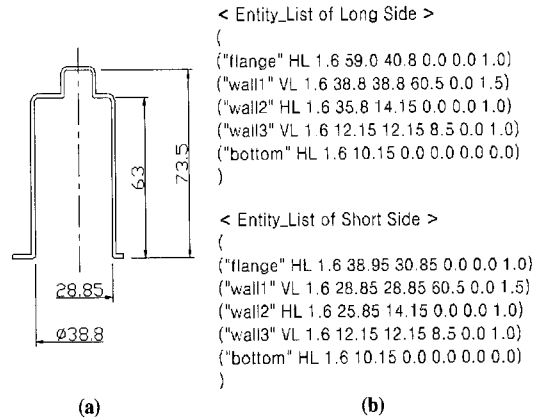 73.5
63
28.85
ø38.8
(a)
< Entity_List of Long Side >
(
("flange" HL 1.6 59.0 40.8 0.0 0.0 1.0)
("wall1" VL 1.6 38.8 38.8 60.5 0.0 1.5)
("wall2" HL 1.6 35.8 14.15 0.0 0.0 1.0)
("wall3" VL 1.6 12.15 12.15 8.5 0.0 1.0)
("bottom" HL 1.6 10.15 0.0 0.0 0.0 0.0)
)
< Entity_List of Short Side >
(
("flange" HL 1.6 38.95 30.85 0.0 0.0 1.0)
("wall1" VL 1.6 28.85 28.85 60.5 0.0 1.5)
("wall2" HL 1.6 25.85 14.15 0.0 0.0 1.0)
("wall3" VL 1.6 12.15 12.15 8.5 0.0 1.0)
("bottom" HL 1.6 10.15 0.0 0.0 0.0 0.0)
)
(b)